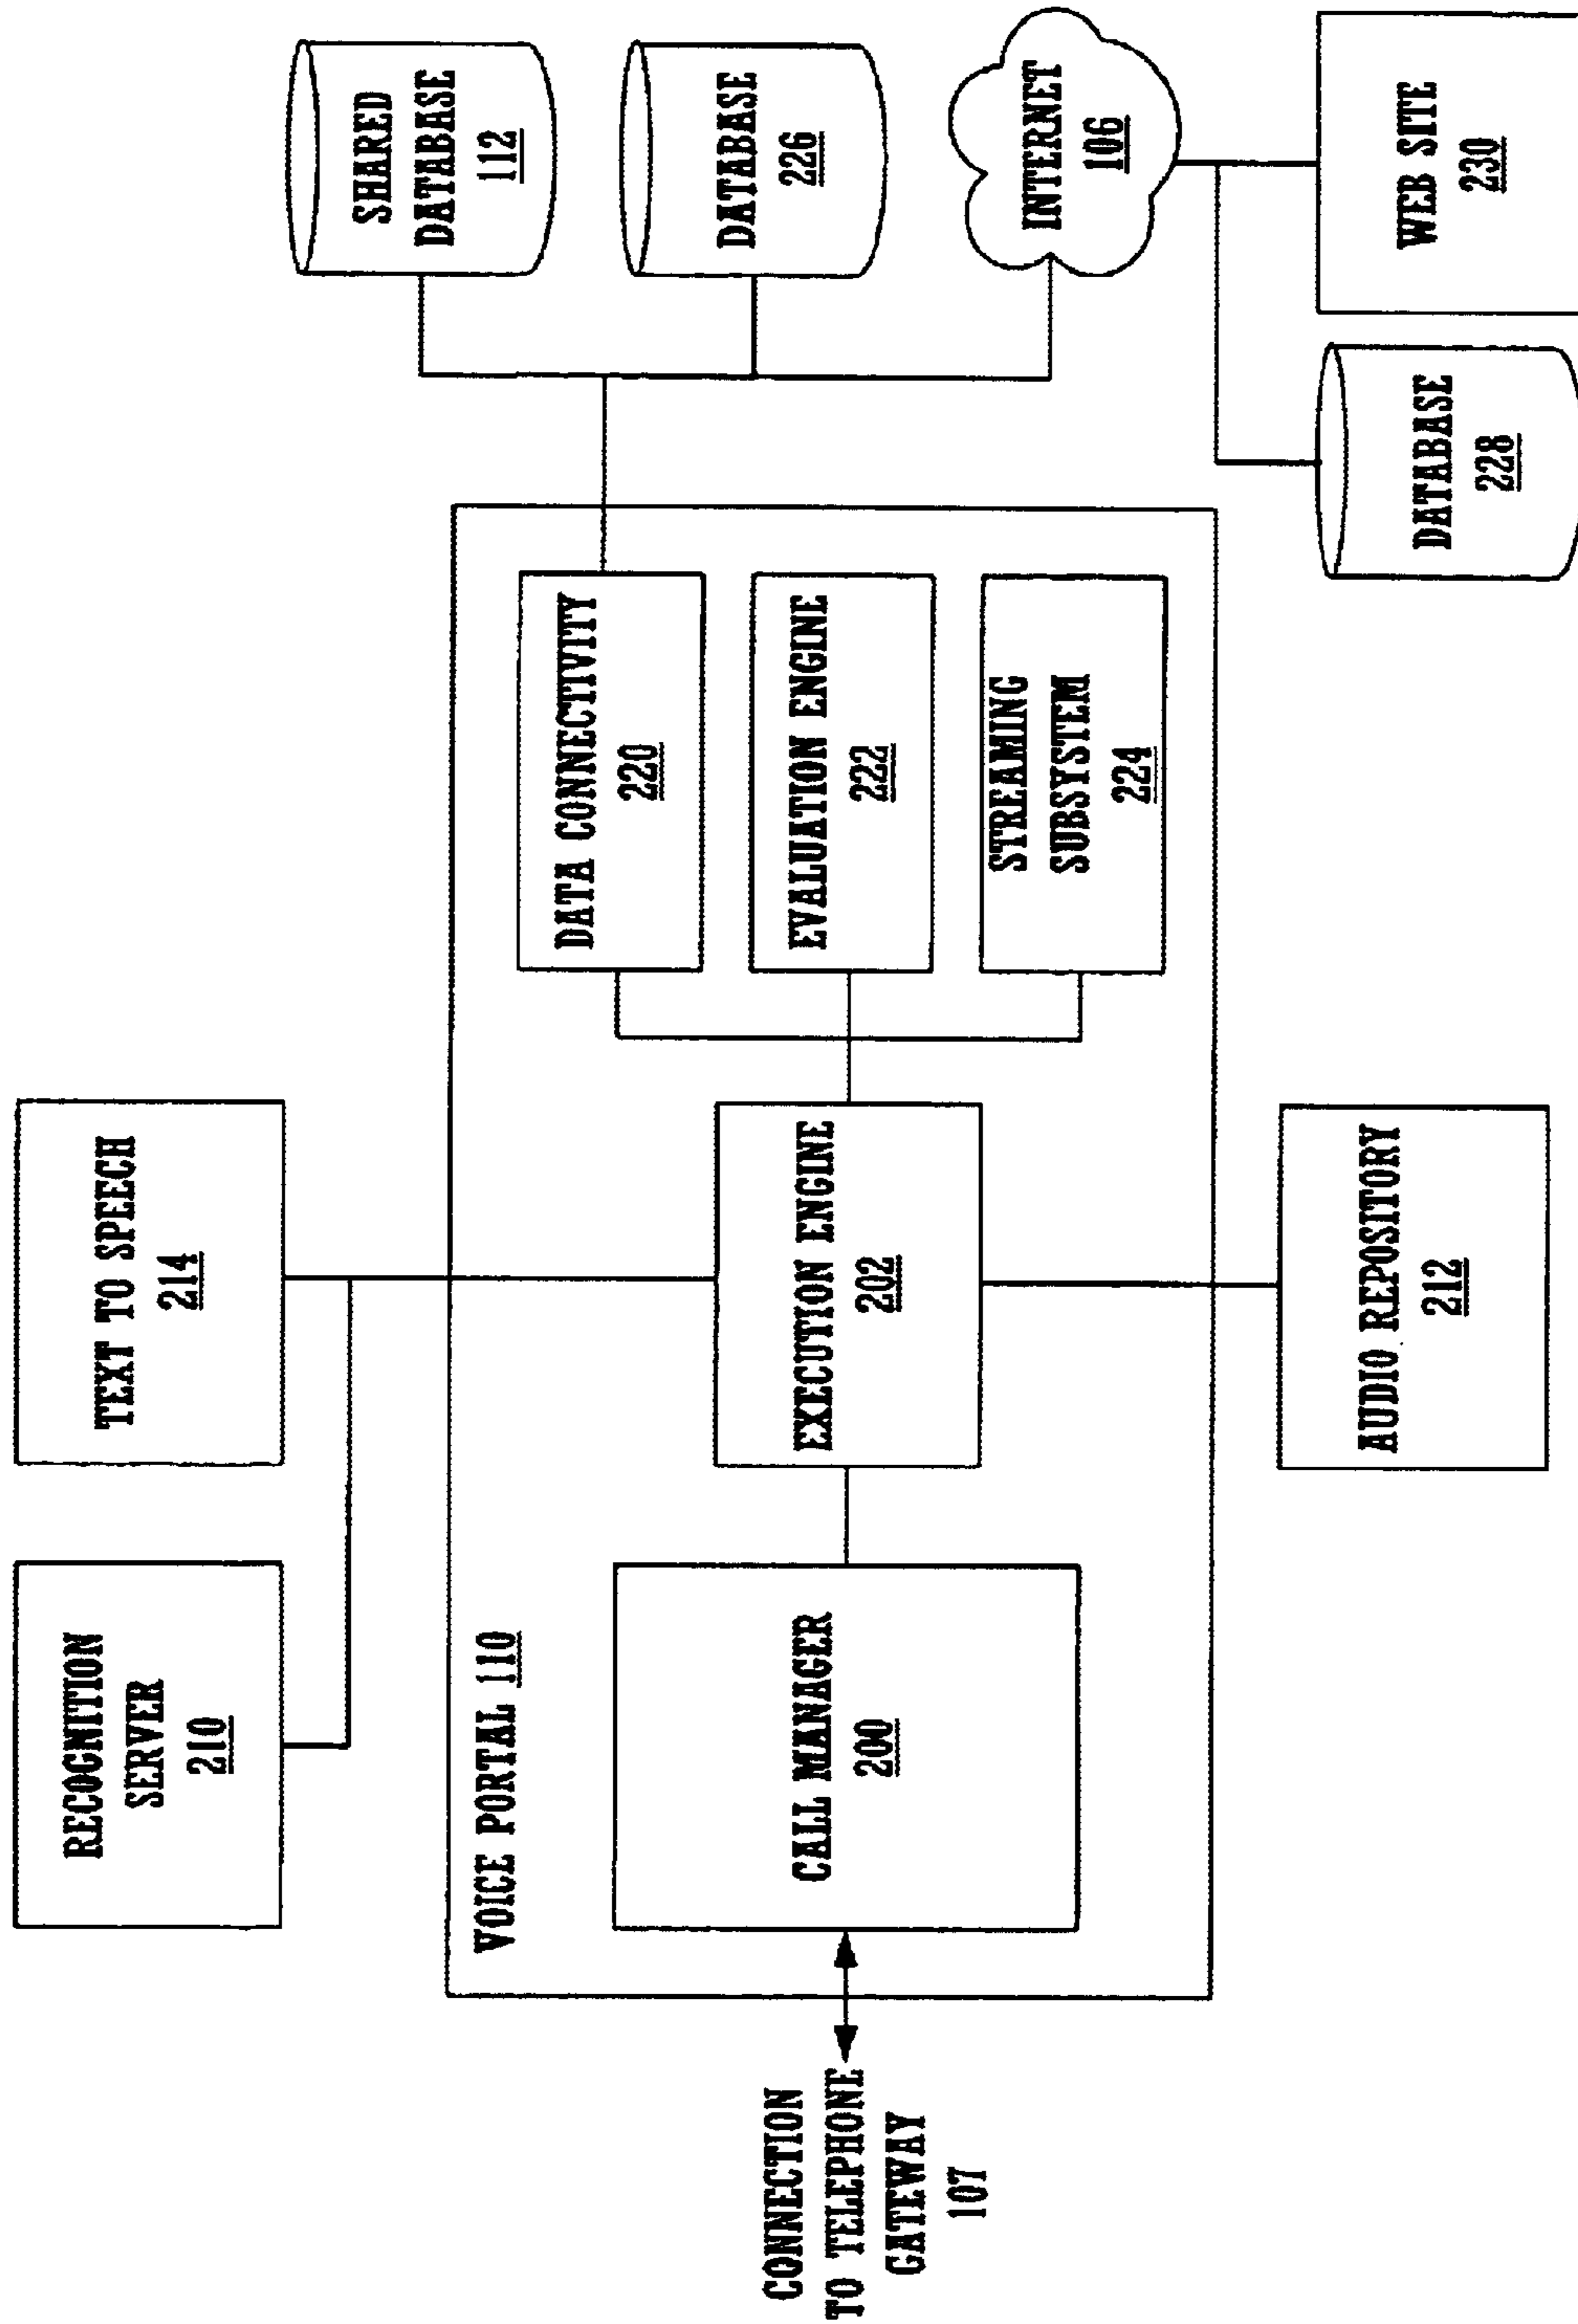 RECOGNITION
SERVER
210
TEXT TO SPEECH
214
VOICE PORTAL 110
CONNECTION
TO TELEPHONE
GATEWAY
107
CALL MANAGER
200
EXECUTION ENGINE
202
DATA CONNECTIVITY
220
EVALUATION ENGINE
222
STREAMING
SUBSYSTEM
224
AUDIO REPOSITORY
212
SHARED
DATABASE
112
DATABASE
226
INTERNET
106
DATABASE
228
WEB SITE
230